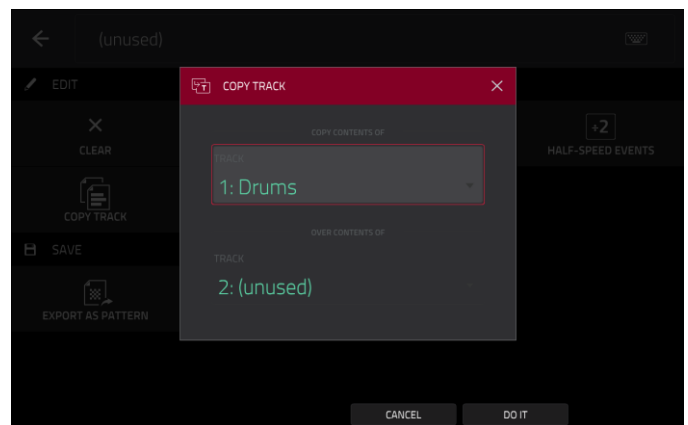 (unused)
EDIT
COPY TRACK
COPY CONTENTS OF
TRACK
1: Drums
OVER CONTENTS OF
TRACK
2: (unused)
CLEAR
÷2
HALF-SPEED EVENTS
COPY TRACK
SAVE
EXPORT AS PATTERN
CANCEL
DO IT